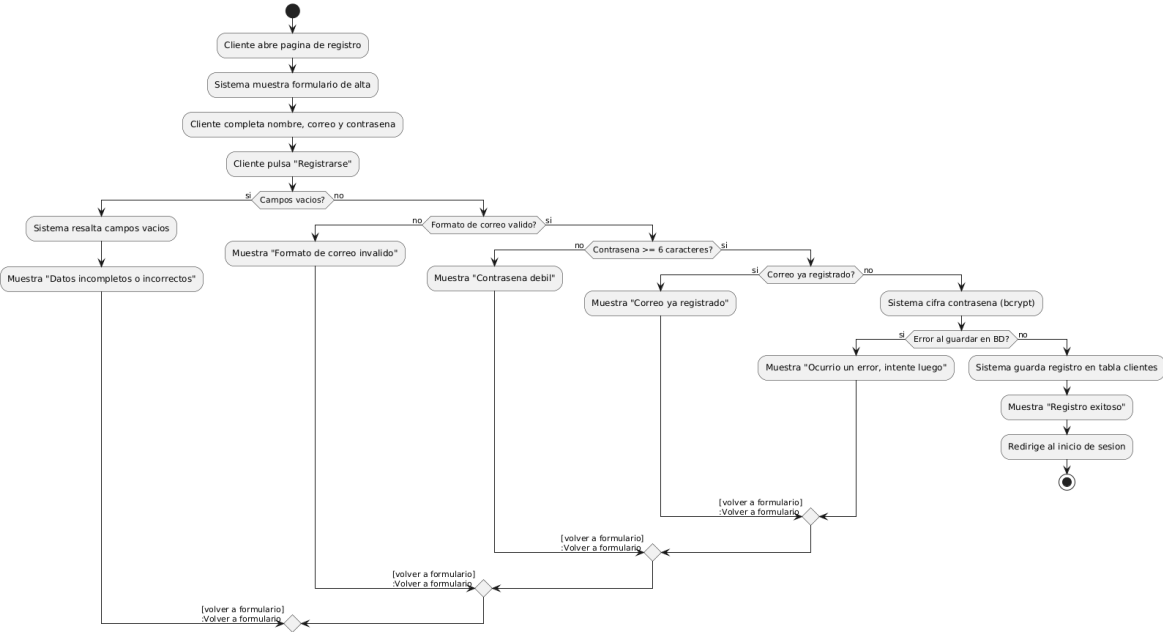 Cliente abre pagina de registro
Sistema muestra formulario de alta
Cliente completa nombre, correo y contrasena
Cliente pulsa "Registrarse"
si
Campos vacios?
no
Sistema resalta campos vacios
Muestra "Datos incompletos o incorrectos"
no
Formato de correo valido?
si
Muestra "Formato de correo invalido"
no
Contrasena >= 6 caracteres?
si
Muestra "Contrasena debil"
si
Correo ya registrado?
no
Muestra "Correo ya registrado"
Sistema cifra contrasena (bcrypt)
si
Error al guardar en BD?
no
Muestra "Ocurrio un error, intente luego"
Sistema guarda registro en tabla clientes
Muestra "Registro exitoso"
Redirige al inicio de sesion
[volver a formulario]
:Volver a formulario
[volver a formulario]
:Volver a formulario
[volver a formulario]
:Volver a formulario
[volver a formulario]
:Volver a formulario